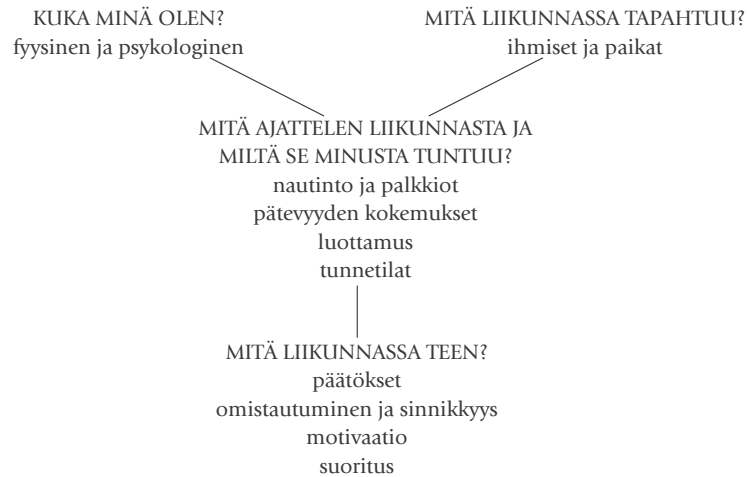 KUKA MINÄ OLEN?
fyysinen ja psykologinen
MITÄ LIIKUNNASSA TAPAHTUU?
ihmiset ja paikat
MITÄ AJATTELEN LIIKUNNASTA JA
MILTÄ SE MINUSTA TUNTUU?
nautinto ja palkkiot
pätevyyden kokemukset
luottamus
tunnetilat
MITÄ LIIKUNNASSA TEEN?
päätökset
omistautuminen ja sinnikkyys
motivaatio
suoritus